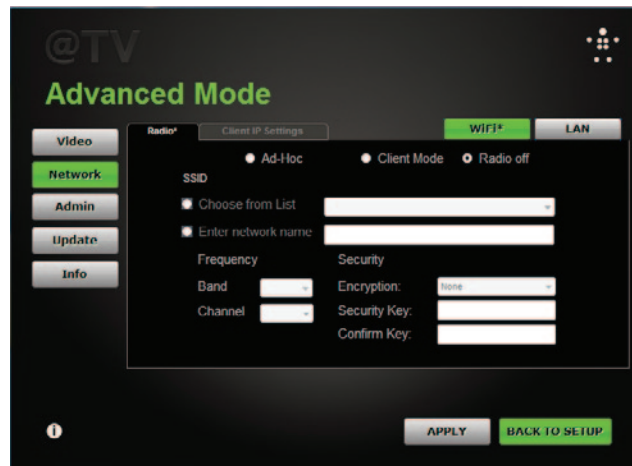 @TV
Advanced Mode
WiFi* LAN
Radio* Client IP Settings
Video
Network
Admin
Update
Info
Ad-Hoc Client Mode Radio off
SSID
Choose from List
Enter network name
Frequency Security
Band Encryption: None
Channel Security Key:
Confirm Key:
APPLY BACK TO SETUP